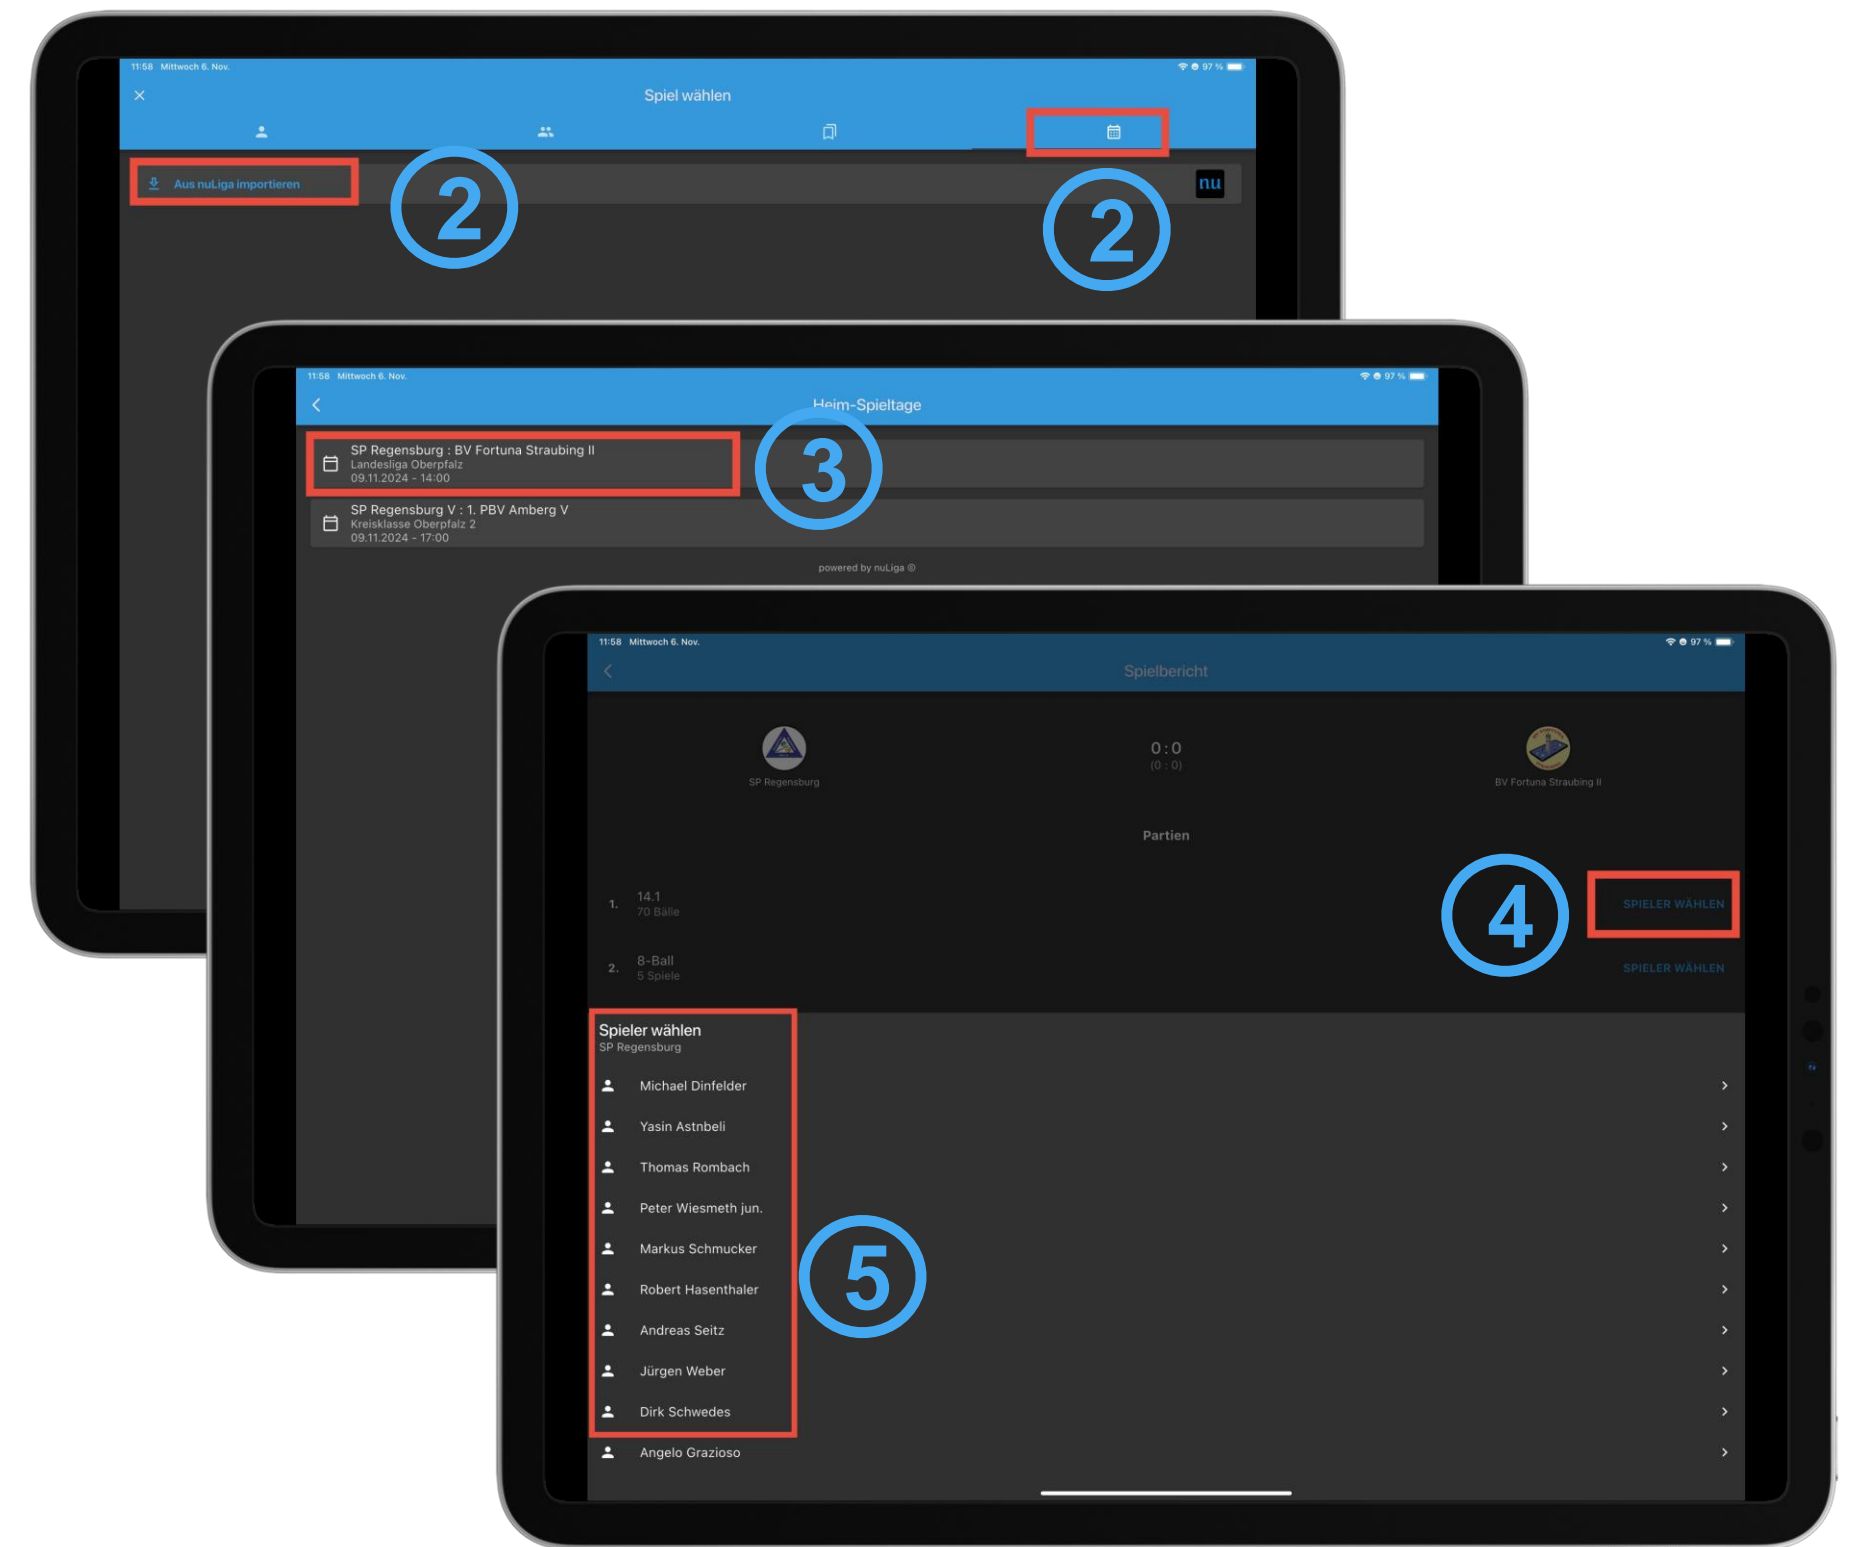 11:58 Mittwoch 6. Nov.
97 %
Spiel wählen
Aus nuLiga importieren
nu
2
2
11:58 Mittwoch 6. Nov.
97 %
Heim-Spieltage
SP Regensburg : BV Fortuna Straubing II
Landesliga Oberpfalz
09.11.2024 - 14:00
3
SP Regensburg V : 1. PBV Amberg V
Kreisklasse Oberpfalz 2
09.11.2024 - 17:00
powered by nuLiga ©
11:58 Mittwoch 6. Nov.
97 %
Spielbericht
0 : 0
(0 : 0)
SP Regensburg
BV Fortuna Straubing II
Partien
1. 14.1
70 Bälle
SPIELER WÄHLEN
4
2. 8-Ball
5 Spiele
SPIELER WÄHLEN
Spieler wählen
SP Regensburg
Michael Dinfelder
Yasin Astnbeli
Thomas Rombach
Peter Wiesmeth jun.
Markus Schmucker
Robert Hasenthaler
5
Andreas Seitz
Jürgen Weber
Dirk Schwedes
Angelo Grazioso